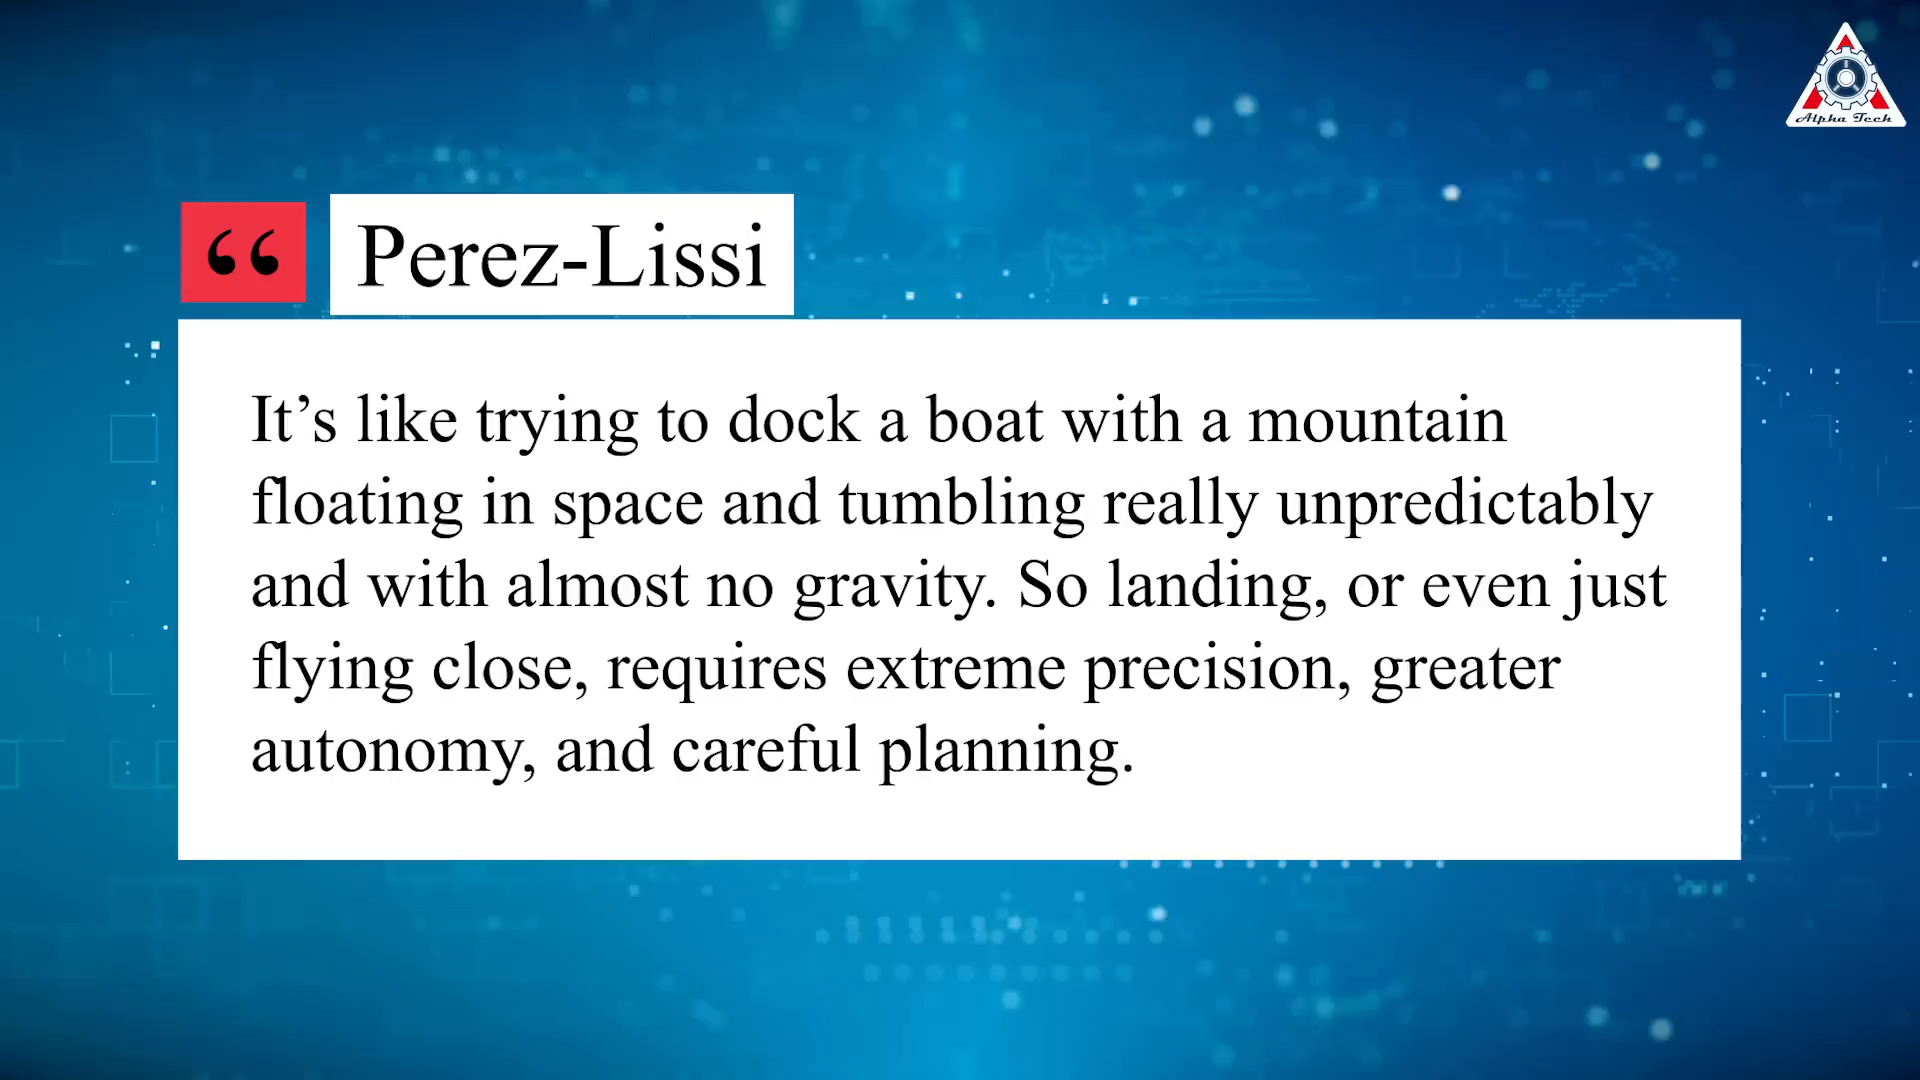 Alpha Tech
“ Perez-Lissi
It’s like trying to dock a boat with a mountain
floating in space and tumbling really unpredictably
and with almost no gravity. So landing, or even just
flying close, requires extreme precision, greater
autonomy, and careful planning.